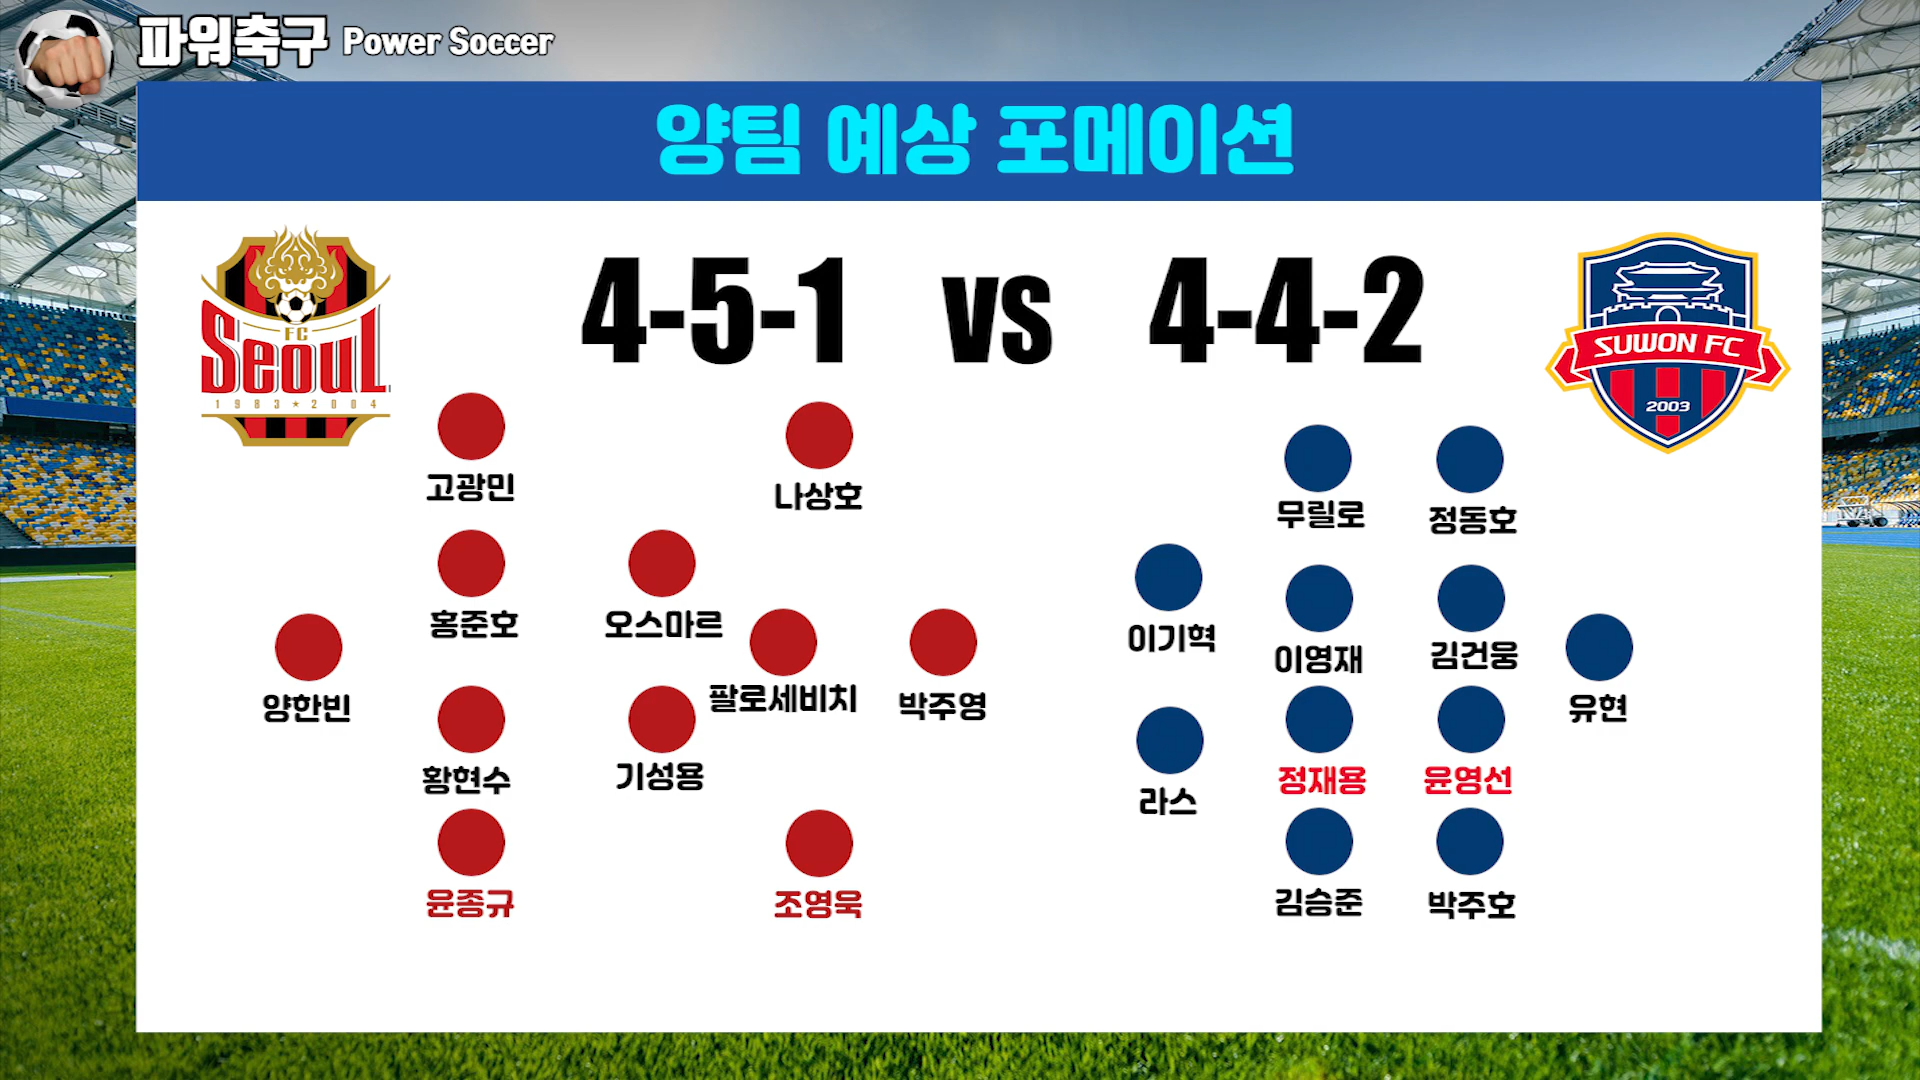 파워축구 Power Soccer
양팀 예상 포메이션
4-5-1 vs 4-4-2
FC
SEOUL
1983★2004
SUWON FC
2003
고광민
나상호
무릴로
정동호
홍준호
오스마르
이기혁
이영재
김건웅
양한빈
팔로세비치
박주영
유현
황현수
기성용
라스
정재용
윤영선
윤종규
조영욱
김승준
박주호